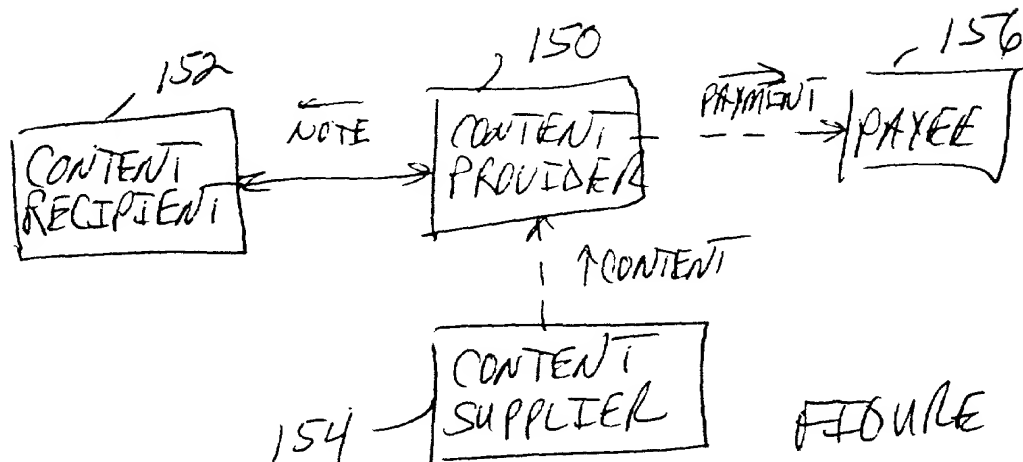 152
150
156
NOTE
PAYMENT
CONTENT
RECIPIENT
CONTENT
PROVIDER
PAYEE
↑CONTENT
CONTENT
SUPPLIER
154
FIGURE